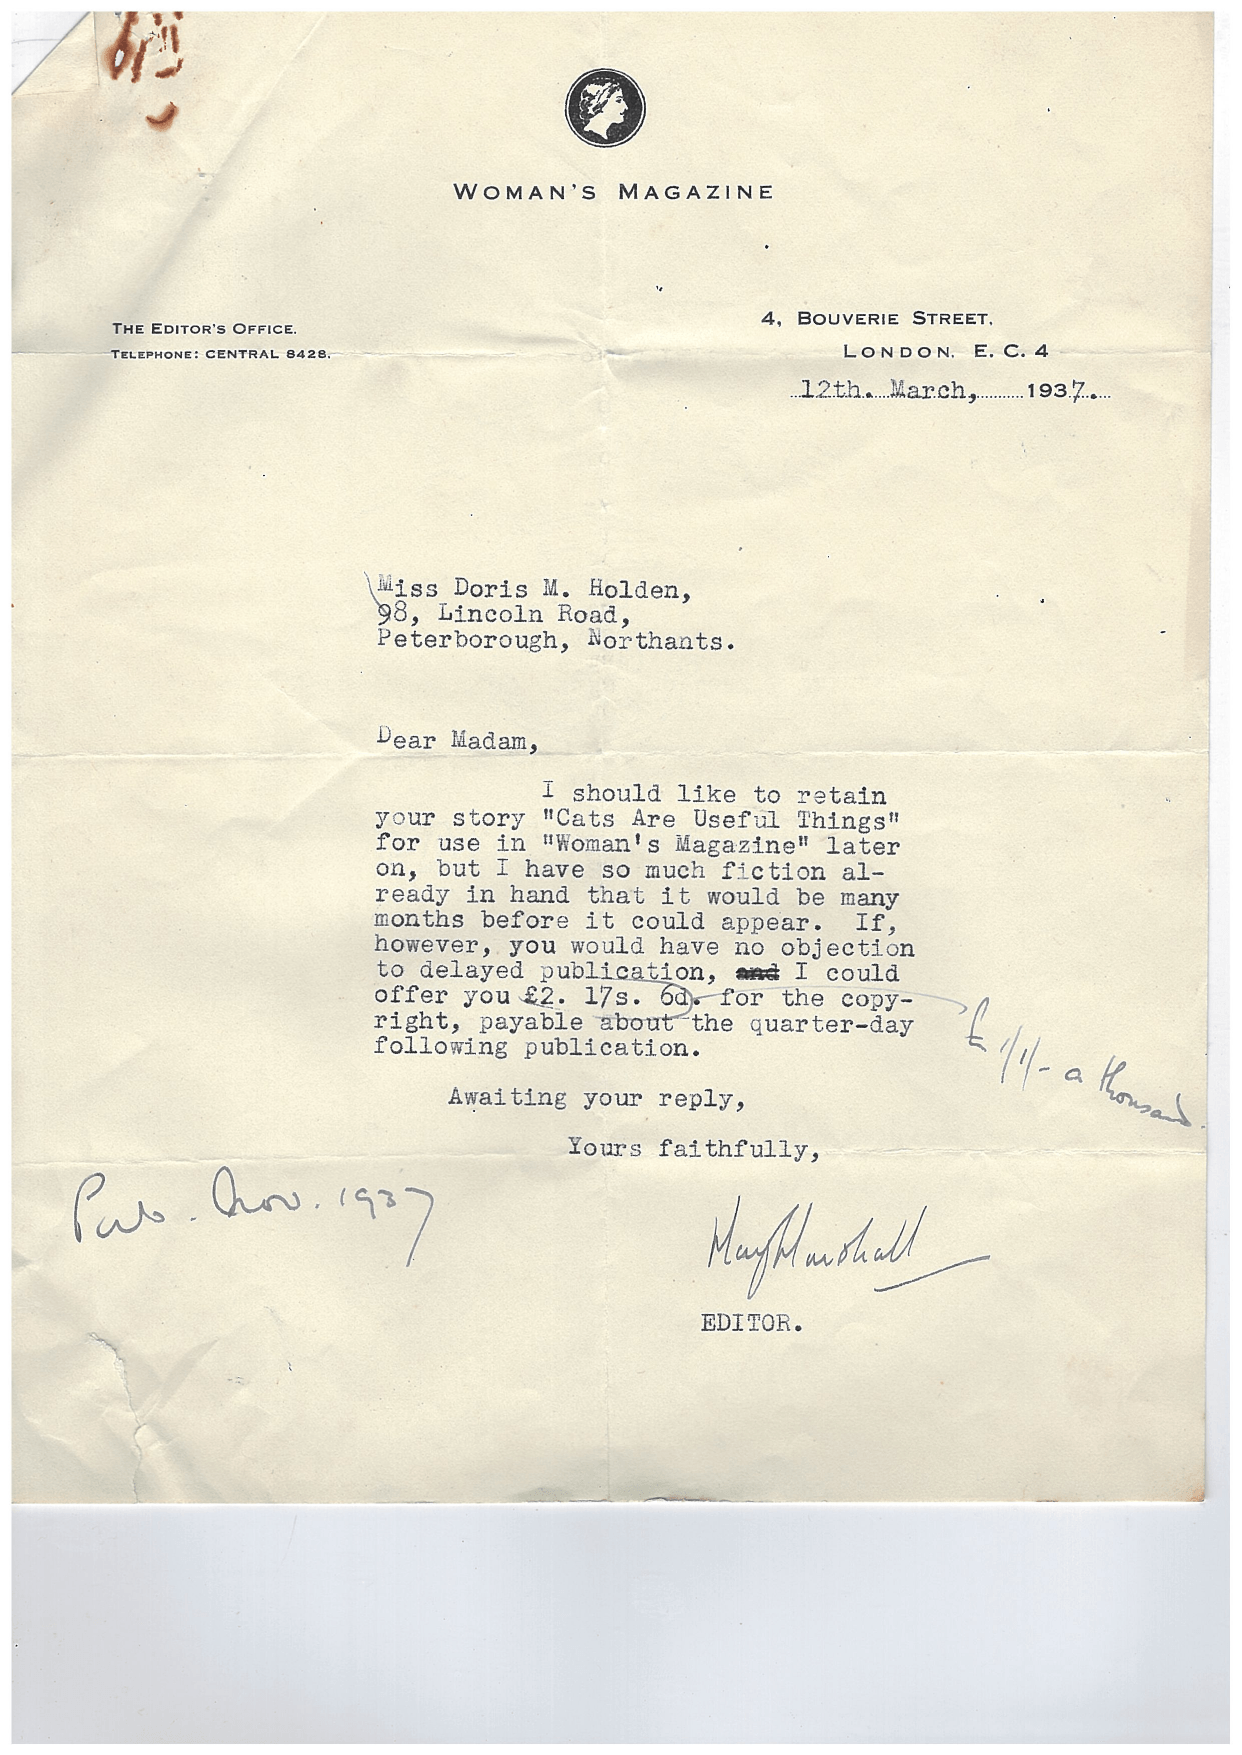 WOMAN'S MAGAZINE
THE EDITOR'S OFFICE.
TELEPHONE: CENTRAL 8428.
4, BOUVERIE STREET,
LONDON, E.C.4
12th. March, 1937.
Miss Doris M. Holden,
98, Lincoln Road,
Peterborough, Northants.
Dear Madam,
I should like to retain
your story "Cats Are Useful Things"
for use in "Woman's Magazine" later
on, but I have so much fiction al-
ready in hand that it would be many
months before it could appear. If,
however, you would have no objection
to delayed publication, and I could
offer you £2. 17s. 6d. for the copy-
right, payable about the quarter-day
following publication.
£1/1/- a thousand.
Awaiting your reply,
Yours faithfully,
Pub. Nov. 1937
May Marshall
EDITOR.